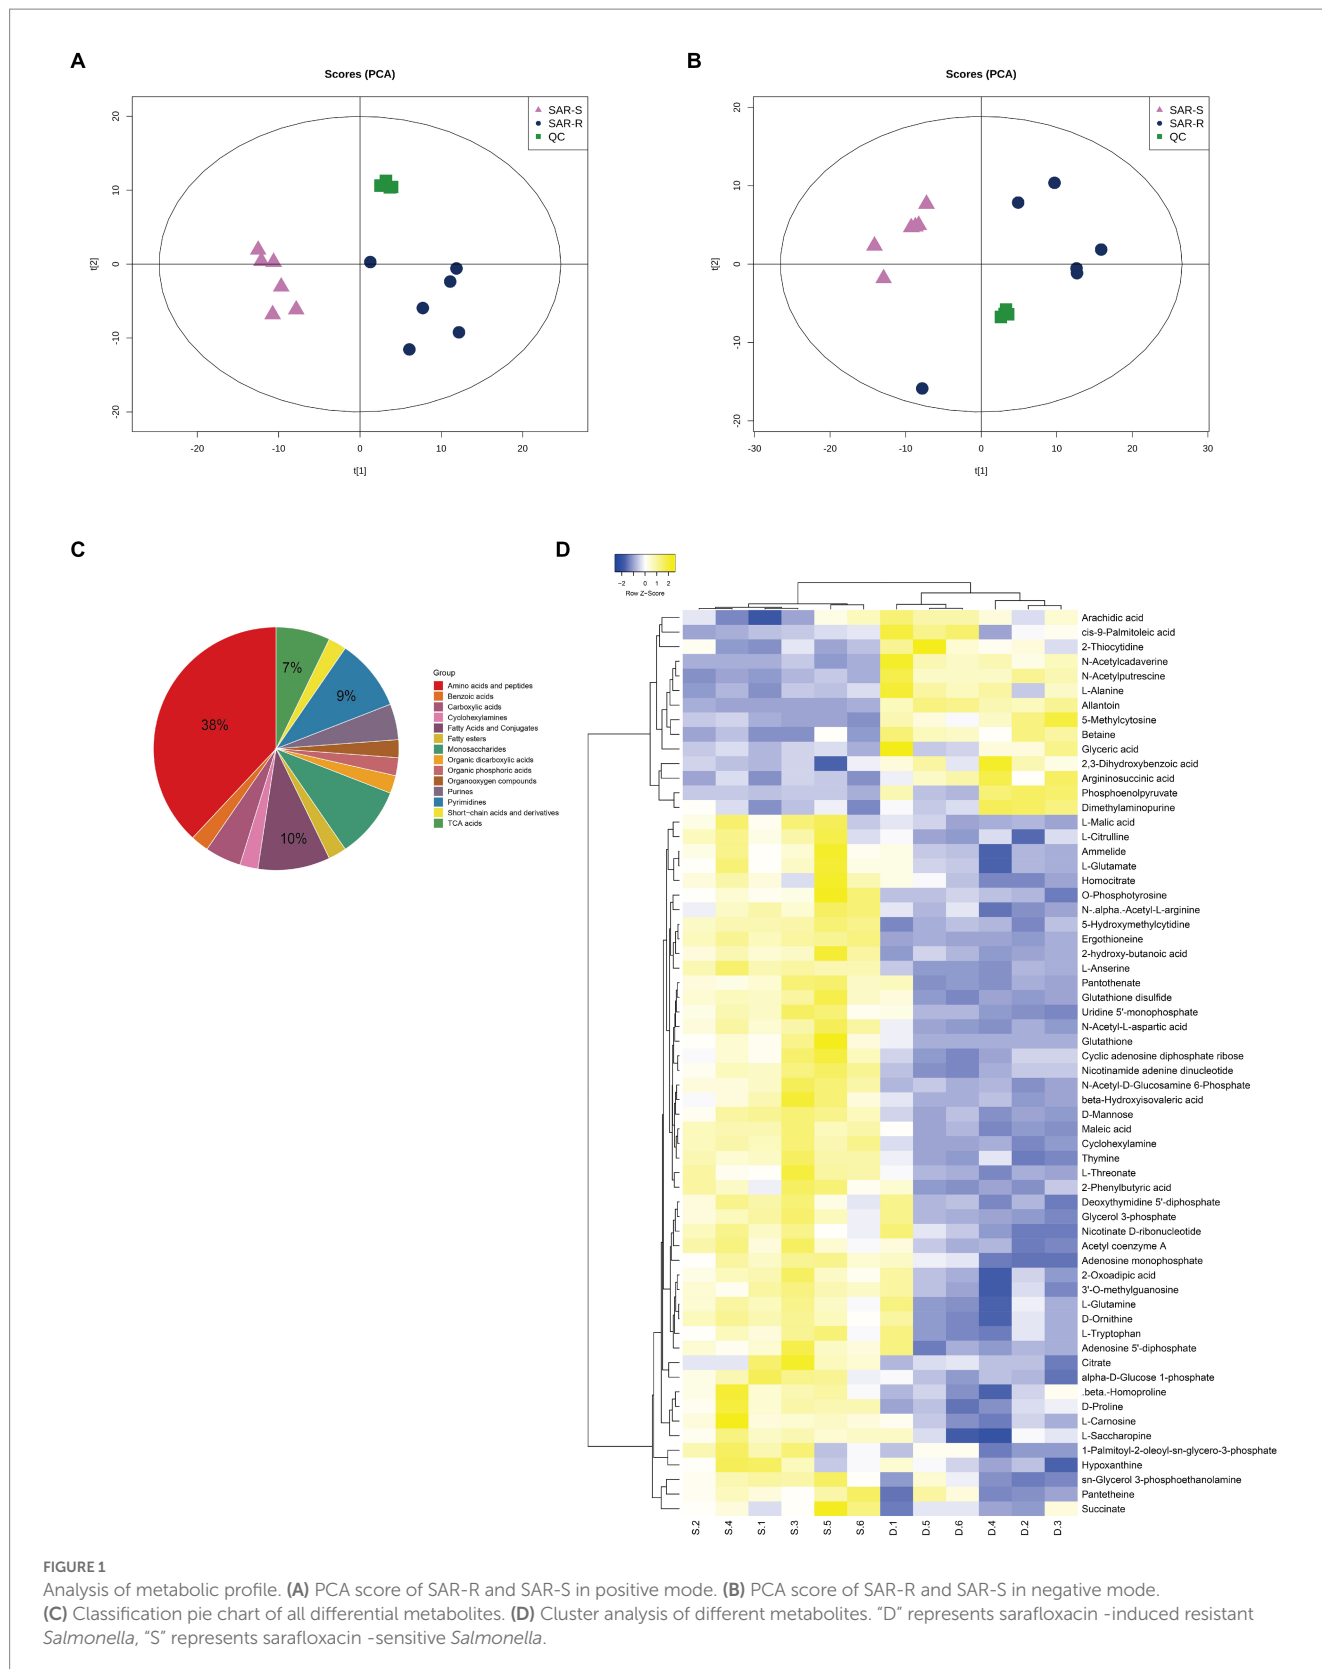 A
Scores (PCA)
SAR-S
SAR-R
QC
20
10
0
-10
-20
t[2]
-20
-10
0
10
20
t[1]
B
Scores (PCA)
SAR-S
SAR-R
QC
20
10
0
-10
-20
t[2]
-30
-20
-10
0
10
20
30
t[1]
C
7%
9%
38%
10%
Group
Amino acids and peptides
Benzoic acids
Carboxylic acids
Cyclohexylamines
Fatty Acids and Conjugates
Fatty esters
Monosaccharides
Organic dicarboxylic acids
Organic phosphoric acids
Organooxygen compounds
Purines
Pyrimidines
Short-chain acids and derivatives
TCA acids
D
-2 -1 0 1 2
Row Z-Score
Arachidic acid
cis-9-Palmitoleic acid
2-Thiocytidine
N-Acetylcadaverine
N-Acetylputrescine
L-Alanine
Allantoin
5-Methylcytosine
Betaine
Glyceric acid
2,3-Dihydroxybenzoic acid
Argininosuccinic acid
Phosphoenolpyruvate
Dimethylaminopurine
L-Malic acid
L-Citrulline
Ammelide
L-Glutamate
Homocitrate
O-Phosphotyrosine
N-.alpha.-Acetyl-L-arginine
5-Hydroxymethylcytidine
Ergothioneine
2-hydroxy-butanoic acid
L-Anserine
Pantothenate
Glutathione disulfide
Uridine 5'-monophosphate
N-Acetyl-L-aspartic acid
Glutathione
Cyclic adenosine diphosphate ribose
Nicotinamide adenine dinucleotide
N-Acetyl-D-Glucosamine 6-Phosphate
beta-Hydroxyisovaleric acid
D-Mannose
Maleic acid
Cyclohexylamine
Thymine
L-Threonate
2-Phenylbutyric acid
Deoxythymidine 5'-diphosphate
Glycerol 3-phosphate
Nicotinate D-ribonucleotide
Acetyl coenzyme A
Adenosine monophosphate
2-Oxoadipic acid
3'-O-methylguanosine
L-Glutamine
D-Ornithine
L-Tryptophan
Adenosine 5'-diphosphate
Citrate
alpha-D-Glucose 1-phosphate
.beta.-Homoproline
D-Proline
L-Carnosine
L-Saccharopine
1-Palmitoyl-2-oleoyl-sn-glycero-3-phosphate
Hypoxanthine
sn-Glycerol 3-phosphoethanolamine
Pantetheine
Succinate
S.2 S.4 S.1 S.3 S.5 S.6 D.1 D.5 D.6 D.4 D.2 D.3
FIGURE 1
Analysis of metabolic profile. (A) PCA score of SAR-R and SAR-S in positive mode. (B) PCA score of SAR-R and SAR-S in negative mode.
(C) Classification pie chart of all differential metabolites. (D) Cluster analysis of different metabolites. “D” represents sarafloxacin -induced resistant
Salmonella, “S” represents sarafloxacin -sensitive Salmonella.